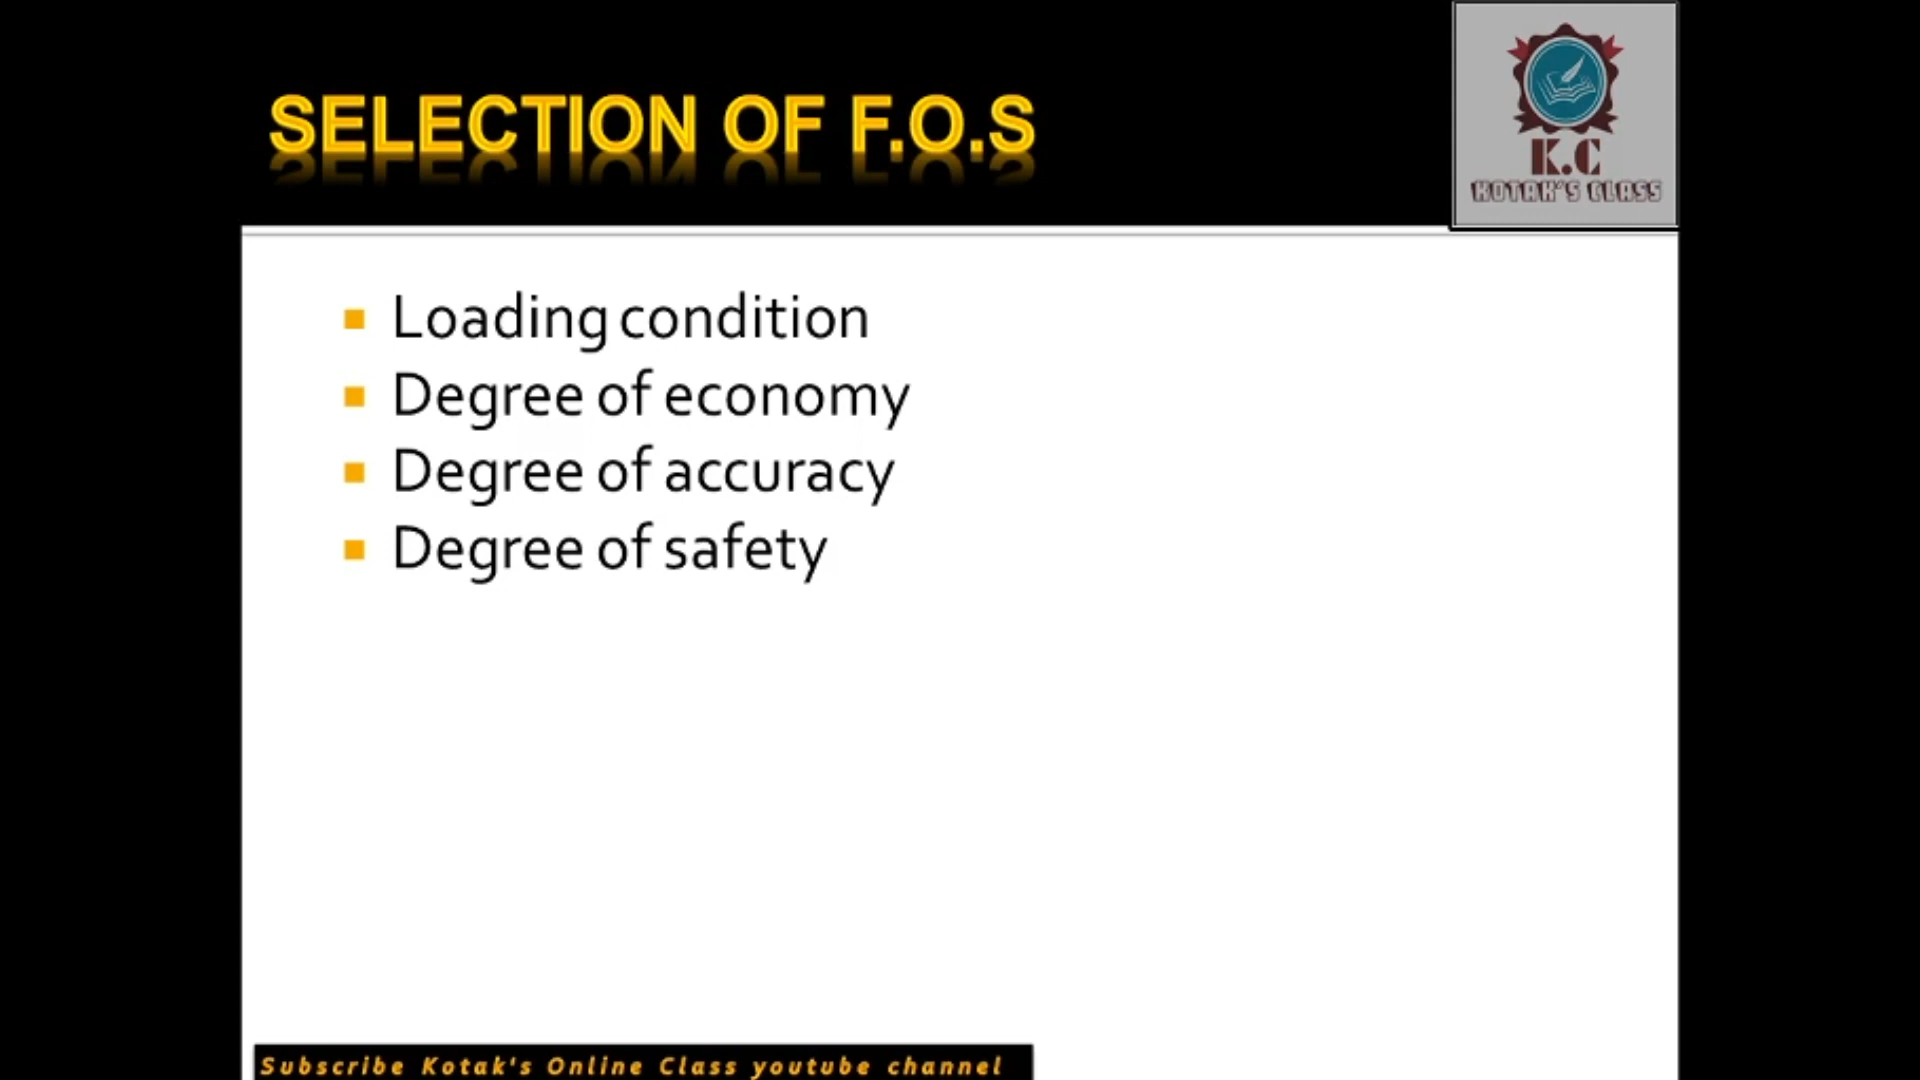 SELECTION OF F.O.S
K.C
KOTAK'S CLASS
Loading condition
Degree of economy
Degree of accuracy
Degree of safety
Subscribe Kotak's Online Class youtube channel